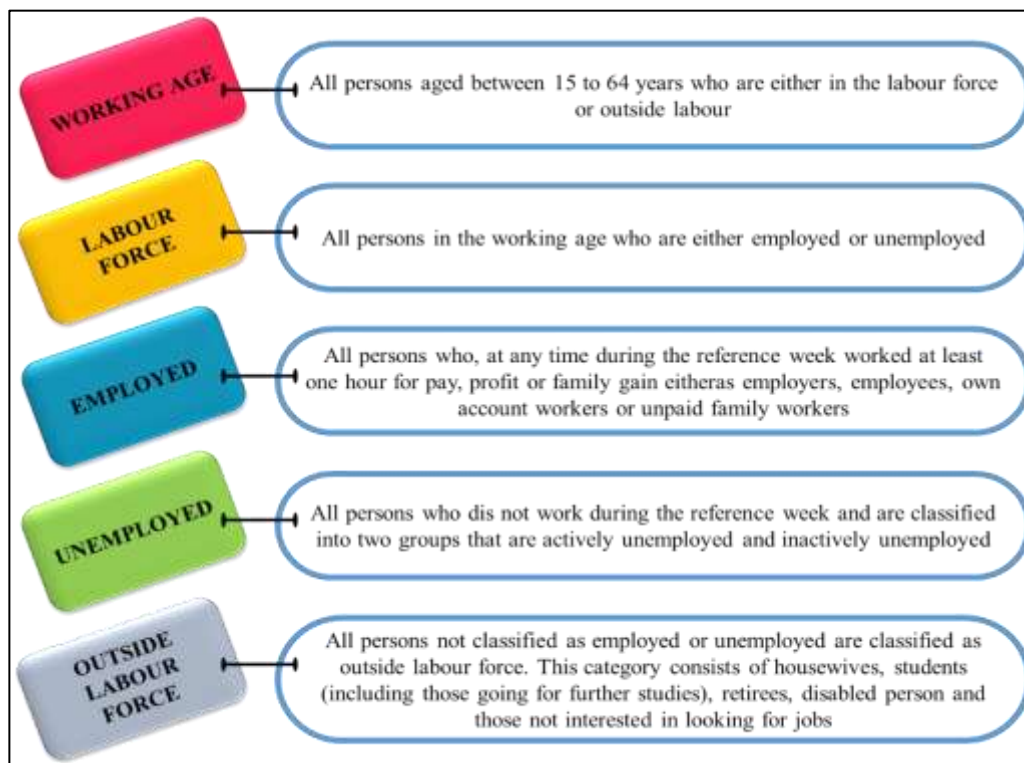 WORKING AGE
All persons aged between 15 to 64 years who are either in the labour force
or outside labour
LABOUR
FORCE
All persons in the working age who are either employed or unemployed
EMPLOYED
All persons who, at any time during the reference week worked at least
one hour for pay, profit or family gain eitheras employers, employees, own
account workers or unpaid family workers
UNEMPLOYED
All persons who dis not work during the reference week and are classified
into two groups that are actively unemployed and inactively unemployed
OUTSIDE
LABOUR
FORCE
All persons not classified as employed or unemployed are classified as
outside labour force. This category consists of housewives, students
(including those going for further studies), retirees, disabled person and
those not interested in looking for jobs